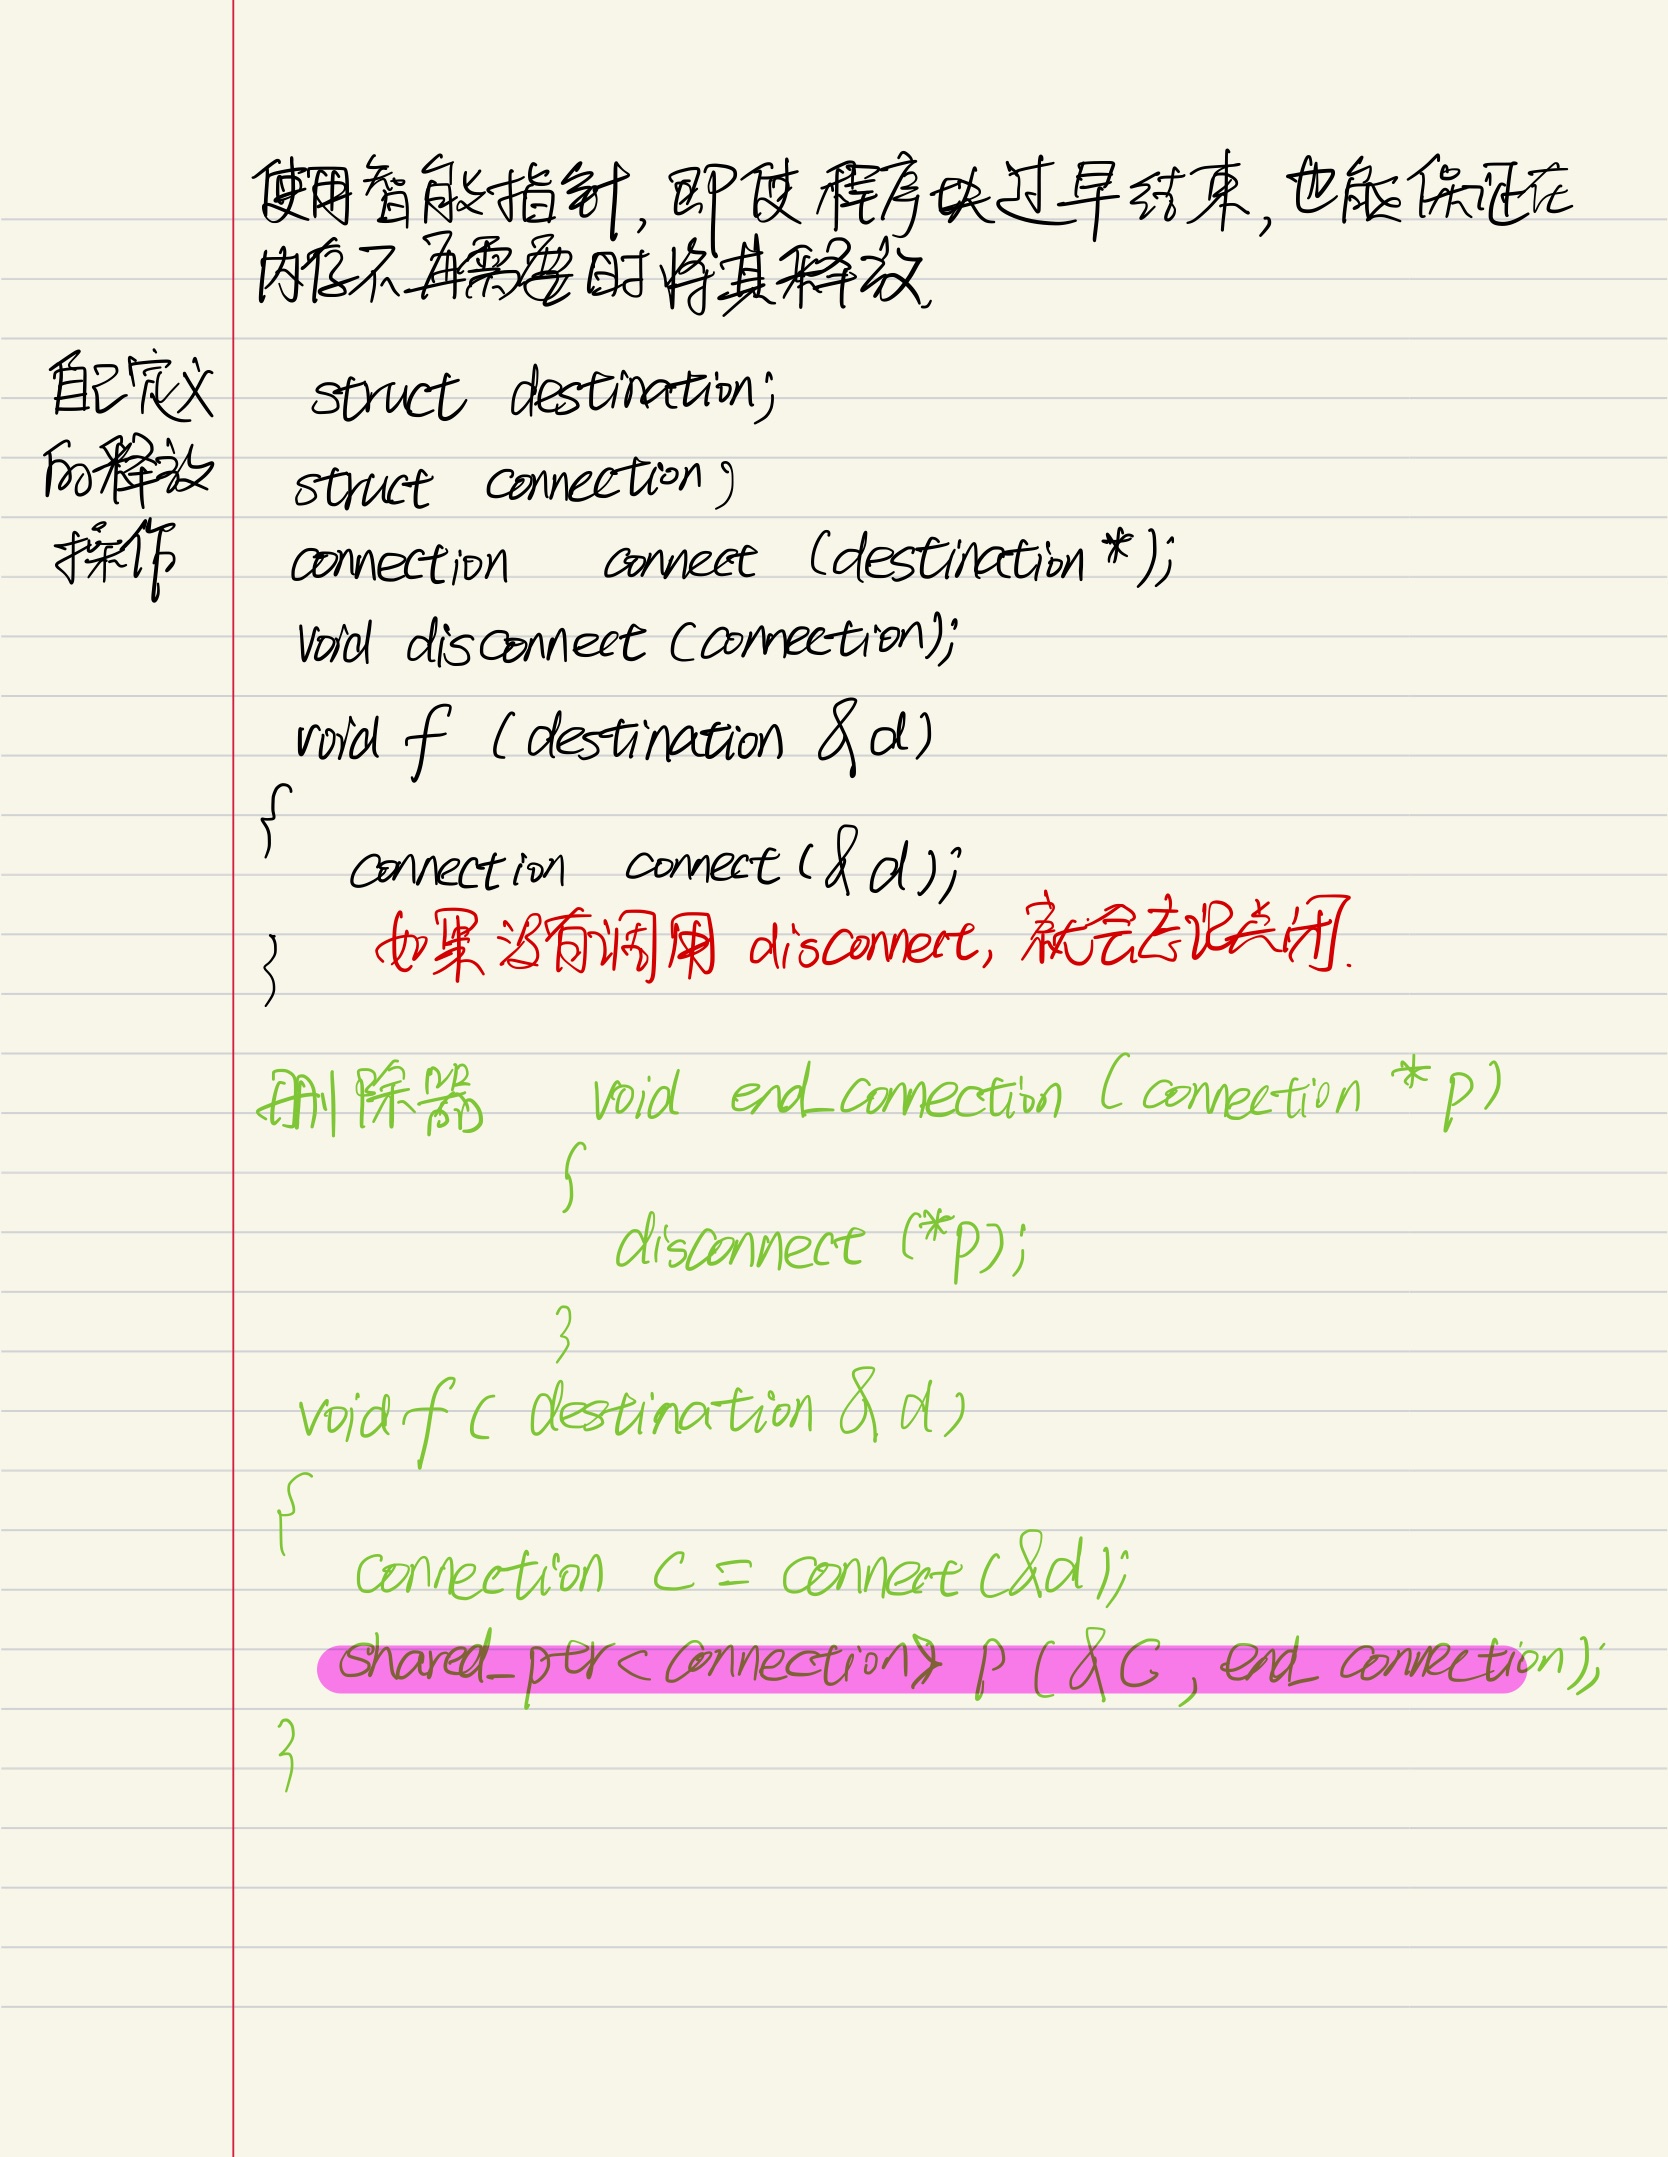 使用智能指针, 即使程序块过早结束, 也能保证在
内存不再需要时将其释放.
自己定义
的释放
操作
struct destination;
struct connection;
connection connect (destination *);
void disconnect (connection);
void f (destination & d)
{
connection connect (& d);
如果没有调用 disconnect, 就会忘记关闭.
}
删除器 void end_connection (connection * p)
{
disconnect (*p);
}
void f ( destination & d)
{
connection c = connect (&d);
shared_ptr<connection> p (&c, end_connection);
}